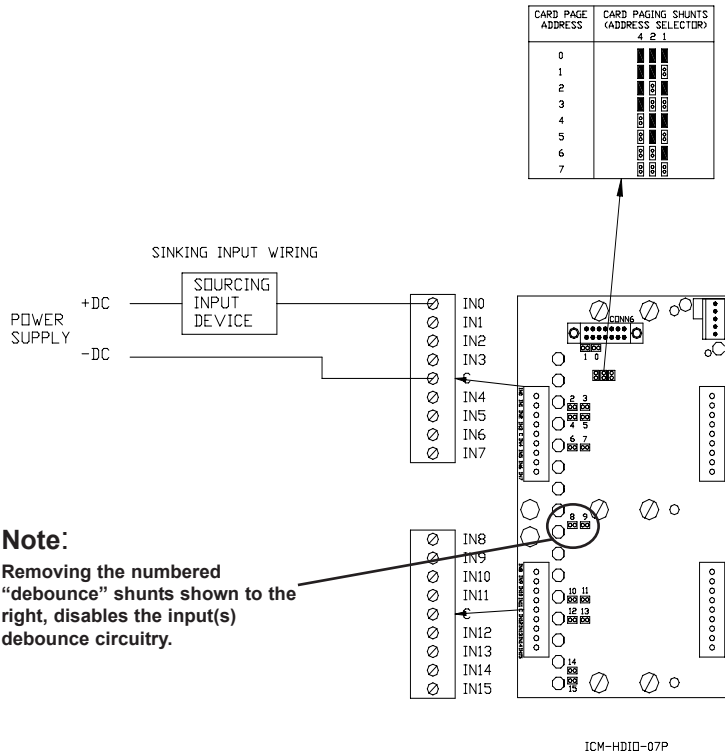 CARD PAGE ADDRESS
CARD PAGING SHUNTS (ADDRESS SELECTOR)
4 2 1
0
1
2
3
4
5
6
7
SINKING INPUT WIRING
POWER SUPPLY
+DC
-DC
SOURCING INPUT DEVICE
IN0
IN1
IN2
IN3
C
IN4
IN5
IN6
IN7
IN8
IN9
IN10
IN11
C
IN12
IN13
IN14
IN15
CONN6
1 0
2 3
4 5
6 7
8 9
10 11
12 13
14
15
Note:
Removing the numbered
“debounce” shunts shown to the
right, disables the input(s)
debounce circuitry.
ICM-HDIO-07P